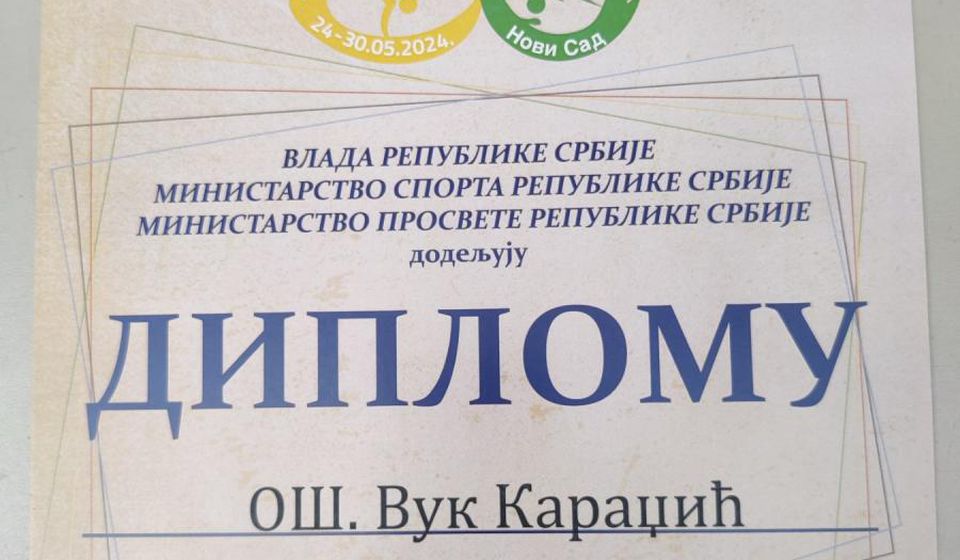 24-30.05.2024.
Нови Сад
ВЛАДА РЕПУБЛИКЕ СРБИЈЕ
МИНИСТАРСТВО СПОРТА РЕПУБЛИКЕ СРБИЈЕ
МИНИСТАРСТВО ПРОСВЕТЕ РЕПУБЛИКЕ СРБИЈЕ
додељују
ДИПЛОМУ
ОШ. Вук Караџић